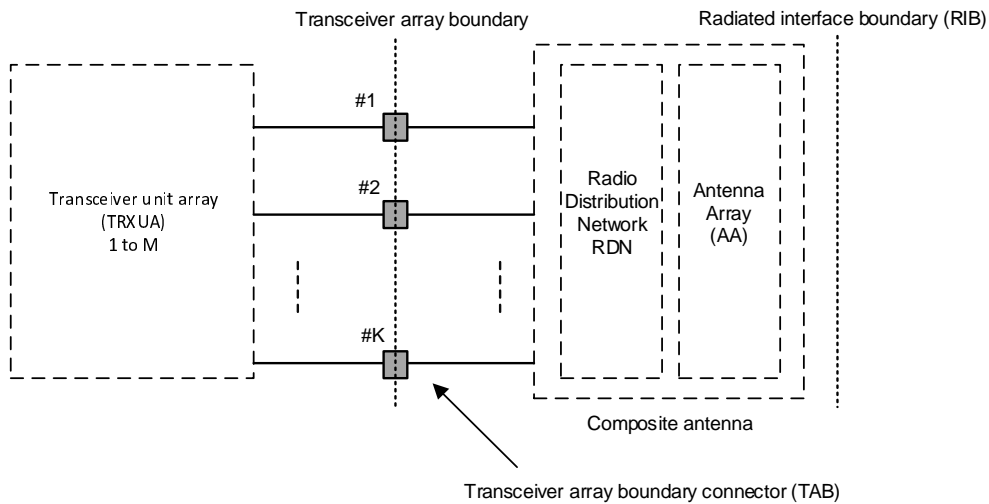 Transceiver array boundary
Radiated interface boundary (RIB)
#1
#2
#K
Transceiver unit array
(TRXUA)
1 to M
Radio
Distribution
Network
RDN
Antenna
Array
(AA)
Composite antenna
Transceiver array boundary connector (TAB)